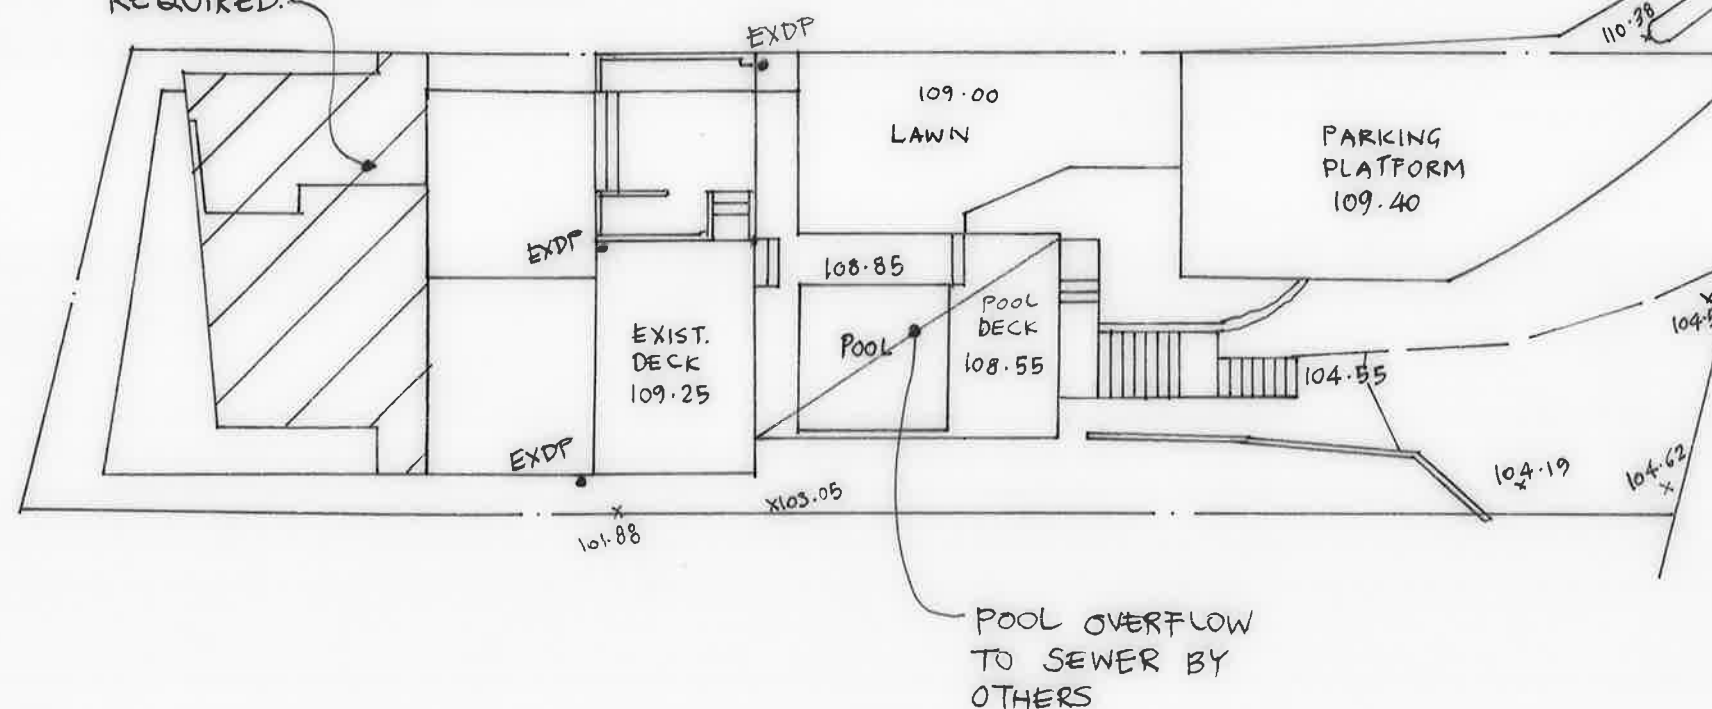 REQUIRED.
EXDP
110.38
109.00
LAWN
PARKING
PLATFORM
109.40
EXDP
108.85
POOL
DECK
108.55
EXIST.
DECK
109.25
POOL
104.55
EXDP
104.19
104.62
x103.05
101.88
POOL OVERFLOW
TO SEWER BY
OTHERS